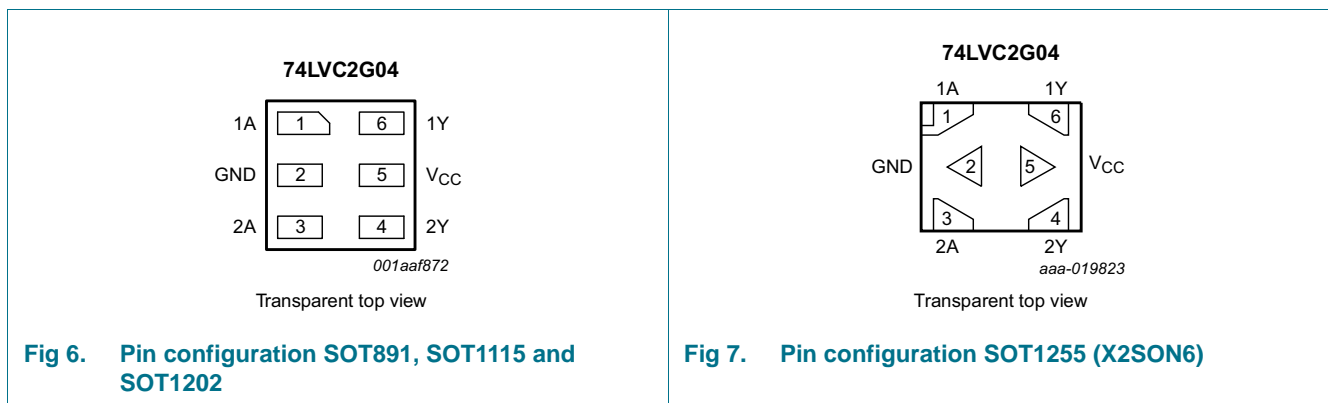 74LVC2G04
1A 1 6 1Y
GND 2 5 VCC
2A 3 4 2Y
001aaf872
Transparent top view
Fig 6. Pin configuration SOT891, SOT1115 and
SOT1202
74LVC2G04
1A 1Y
1 6
GND 2 5 VCC
3 4
2A 2Y
aaa-019823
Transparent top view
Fig 7. Pin configuration SOT1255 (X2SON6)